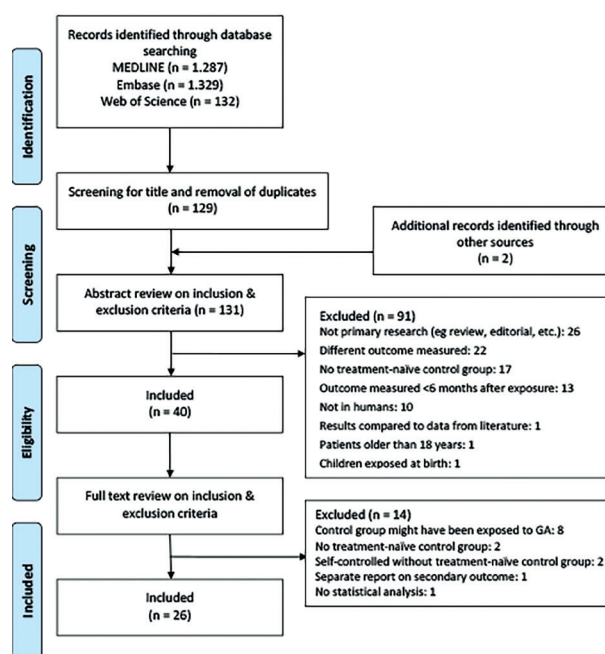 Identification
Records identified through database
searching
MEDLINE (n = 1.287)
Embase (n = 1.329)
Web of Science (n = 132)
Screening for title and removal of duplicates
(n = 129)
Screening
Additional records identified through
other sources
(n = 2)
Abstract review on inclusion &
exclusion criteria (n = 131)
Excluded (n = 91)
Not primary research (eg review, editorial, etc.): 26
Different outcome measured: 22
No treatment-naïve control group: 17
Outcome measured <6 months after exposure: 13
Not in humans: 10
Results compared to data from literature: 1
Patients older than 18 years: 1
Children exposed at birth: 1
Eligibility
Included
(n = 40)
Full text review on inclusion &
exclusion criteria
Excluded (n = 14)
Control group might have been exposed to GA: 8
No treatment-naïve control group: 2
Self-controlled without treatment-naïve control group: 2
Separate report on secondary outcome: 1
No statistical analysis: 1
Included
Included
(n = 26)